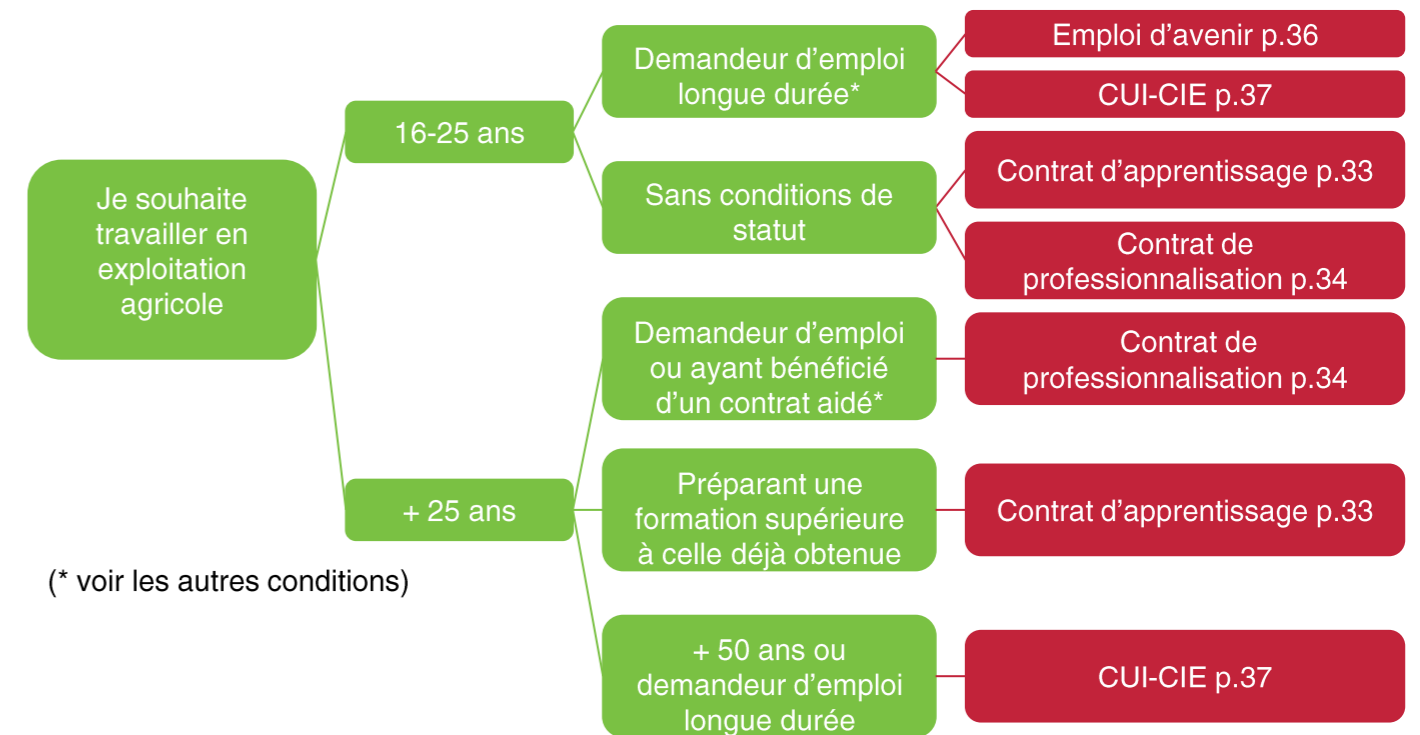 Je souhaite
travailler en
exploitation
agricole
16-25 ans
Demandeur d'emploi
longue durée*
Emploi d'avenir p.36
CUI-CIE p.37
Sans conditions de
statut
Contrat d'apprentissage p.33
Contrat de
professionnalisation p.34
+ 25 ans
Demandeur d'emploi
ou ayant bénéficié
d'un contrat aidé*
Contrat de
professionnalisation p.34
Préparant une
formation supérieure
à celle déjà obtenue
Contrat d'apprentissage p.33
+ 50 ans ou
demandeur d'emploi
longue durée
CUI-CIE p.37
(* voir les autres conditions)